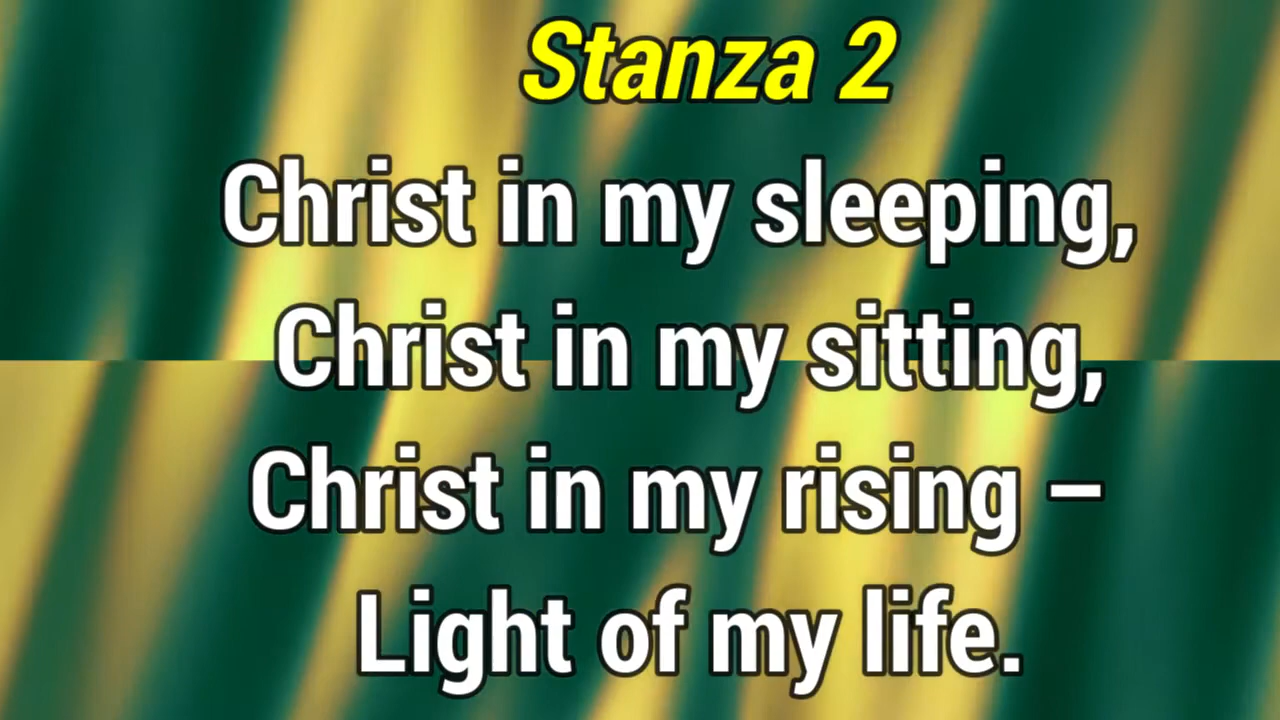 Stanza 2
Christ in my sleeping,
Christ in my sitting,
Christ in my rising –
Light of my life.